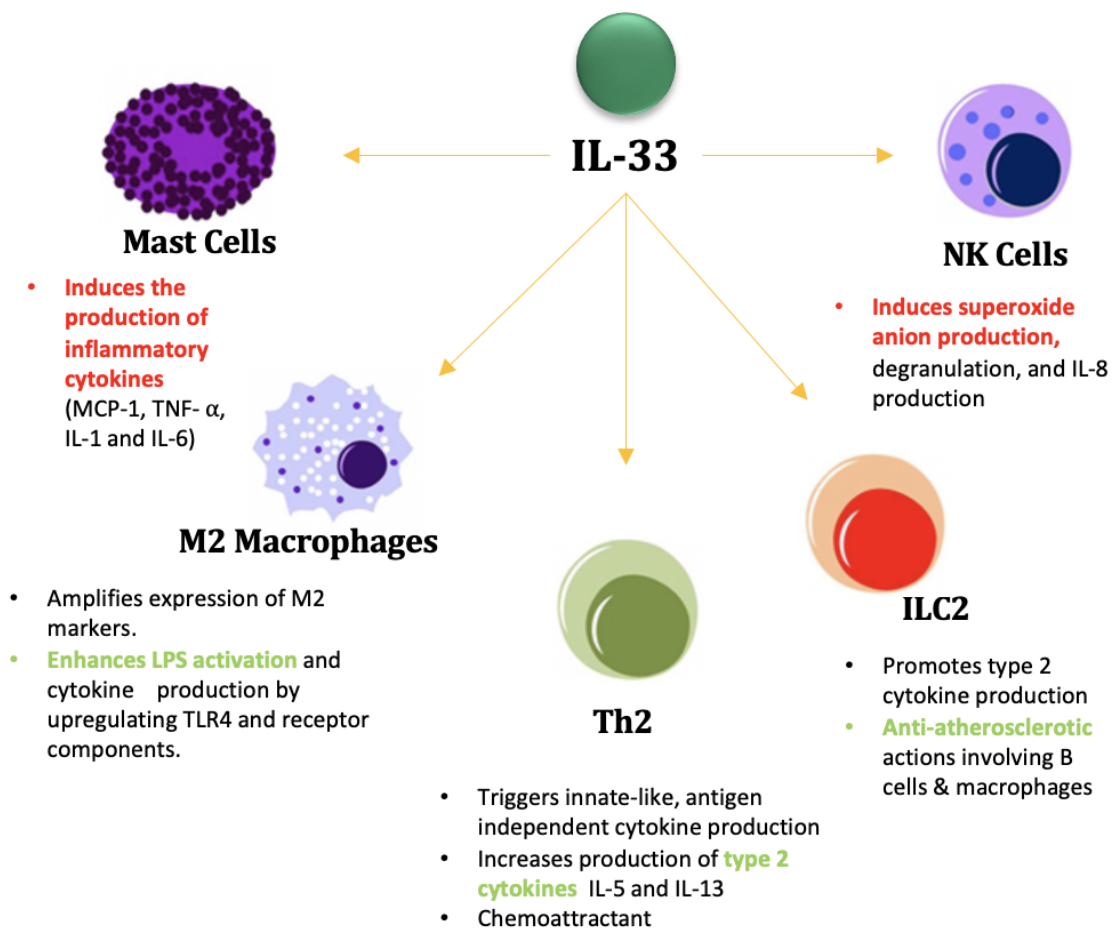 IL-33
Mast Cells
• Induces the
production of
inflammatory
cytokines
(MCP-1, TNF- α,
IL-1 and IL-6)
NK Cells
• Induces superoxide
anion production,
degranulation, and IL-8
production
M2 Macrophages
• Amplifies expression of M2
markers.
• Enhances LPS activation and
cytokine production by
upregulating TLR4 and receptor
components.
Th2
• Triggers innate-like, antigen
independent cytokine production
• Increases production of type 2
cytokines IL-5 and IL-13
• Chemoattractant
ILC2
• Promotes type 2
cytokine production
• Anti-atherosclerotic
actions involving B
cells & macrophages